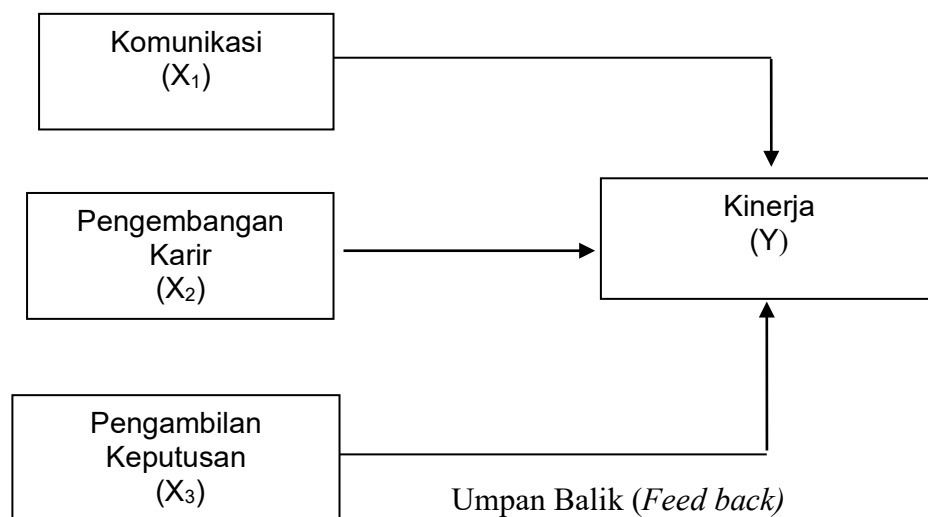 Komunikasi
(X₁)
Pengembangan
Karir
(X₂)
Kinerja
(Y)
Pengambilan
Keputusan
(X₃)
Umpan Balik (Feed back)